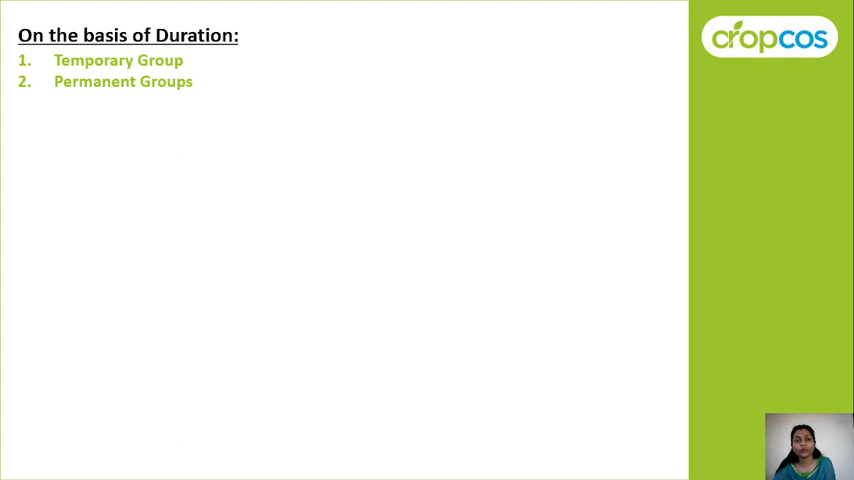 On the basis of Duration:
1. Temporary Group
2. Permanent Groups
cropcos